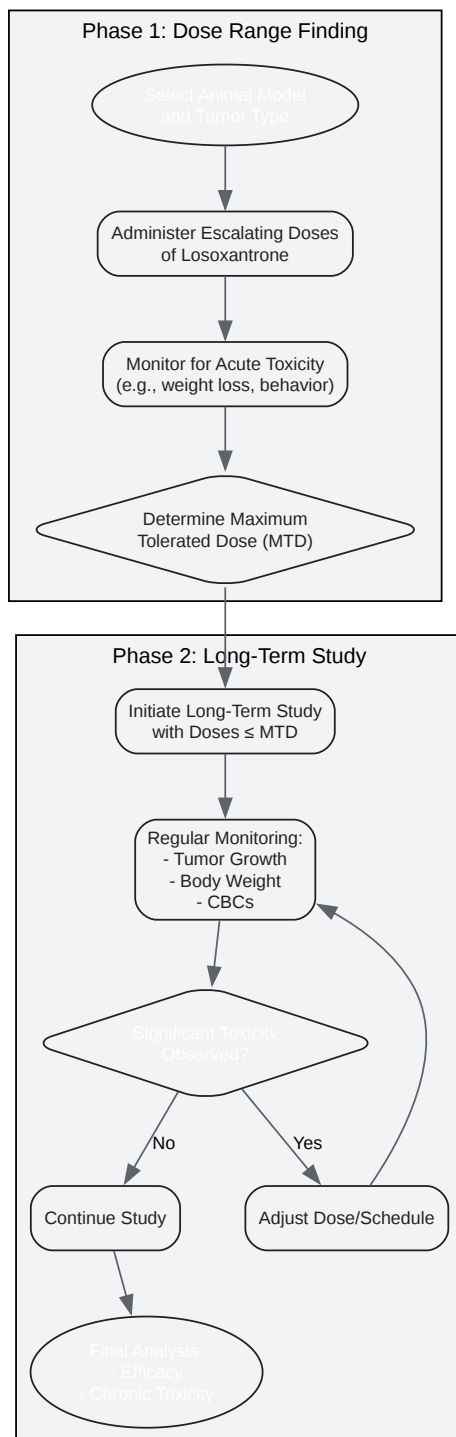 Phase 1: Dose Range Finding
Select Animal Model
and Tumor Type
Administer Escalating Doses
of Losoxantrone
Monitor for Acute Toxicity
(e.g., weight loss, behavior)
Determine Maximum
Tolerated Dose (MTD)
Phase 2: Long-Term Study
Initiate Long-Term Study
with Doses ≤ MTD
Regular Monitoring:
- Tumor Growth
- Body Weight
- CBCs
Significant Toxicity
Observed?
No
Yes
Continue Study
Adjust Dose/Schedule
Final Analysis:
- Efficacy
- Chronic Toxicity